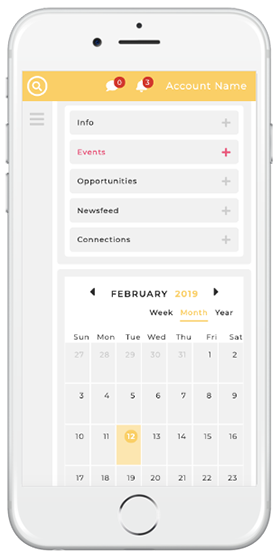 0 3 Account Name
Info +
Events +
Opportunities +
Newsfeed +
Connections +
FEBRUARY 2019
Week Month Year
Sun Mon Tue Wed Thu Fri Sat
27 28 29 30 31 1 2
3 4 5 6 7 8 9
10 11 12 13 14 15 16
17 18 19 20 21 22 23